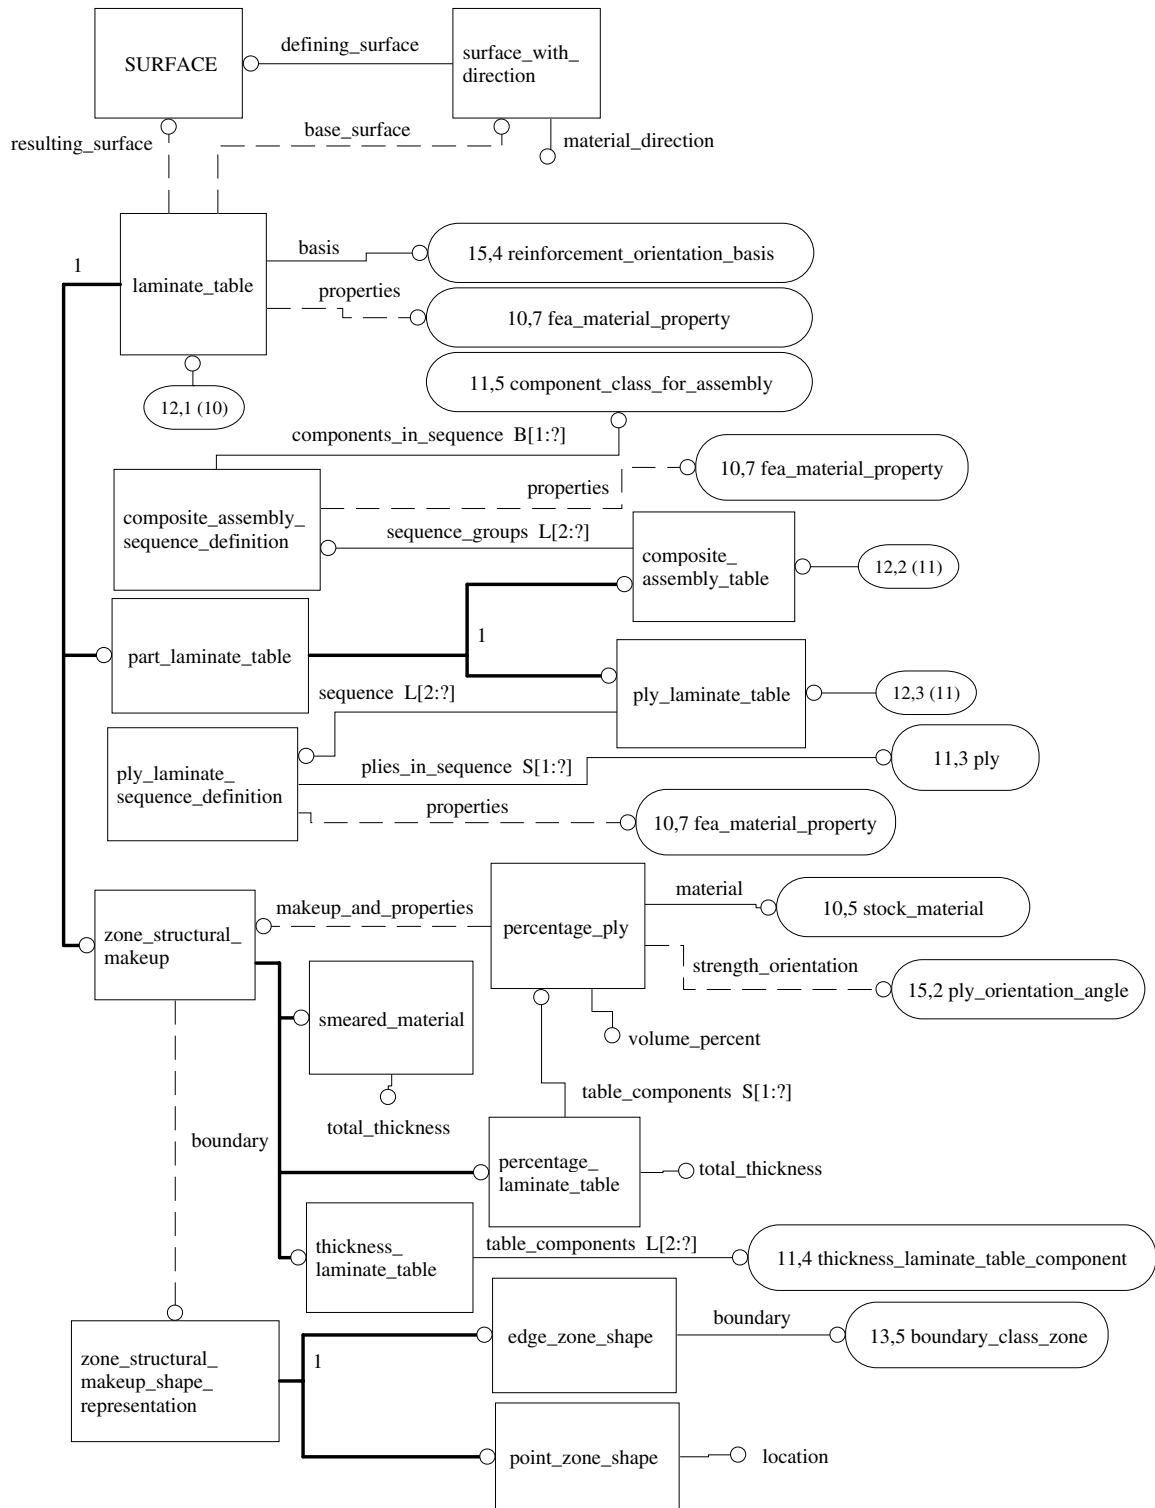 defining_surface
SURFACE
surface_with_
direction
resulting_surface
base_surface
material_direction
1
laminate_table
basis
15,4 reinforcement_orientation_basis
properties
10,7 fea_material_property
11,5 component_class_for_assembly
12,1 (10)
components_in_sequence B[1:?]
10,7 fea_material_property
properties
composite_assembly_
sequence_definition
sequence_groups L[2:?]
composite_
assembly_table
12,2 (11)
1
part_laminate_table
sequence L[2:?]
ply_laminate_table
12,3 (11)
ply_laminate_
sequence_definition
plies_in_sequence S[1:?]
11,3 ply
properties
10,7 fea_material_property
zone_structural_
makeup
makeup_and_properties
percentage_ply
material
10,5 stock_material
strength_orientation
15,2 ply_orientation_angle
smeared_material
volume_percent
total_thickness
table_components S[1:?]
boundary
percentage_
laminate_table
total_thickness
thickness_
laminate_table
table_components L[2:?]
11,4 thickness_laminate_table_component
zone_structural_
makeup_shape_
representation
1
edge_zone_shape
boundary
13,5 boundary_class_zone
point_zone_shape
location